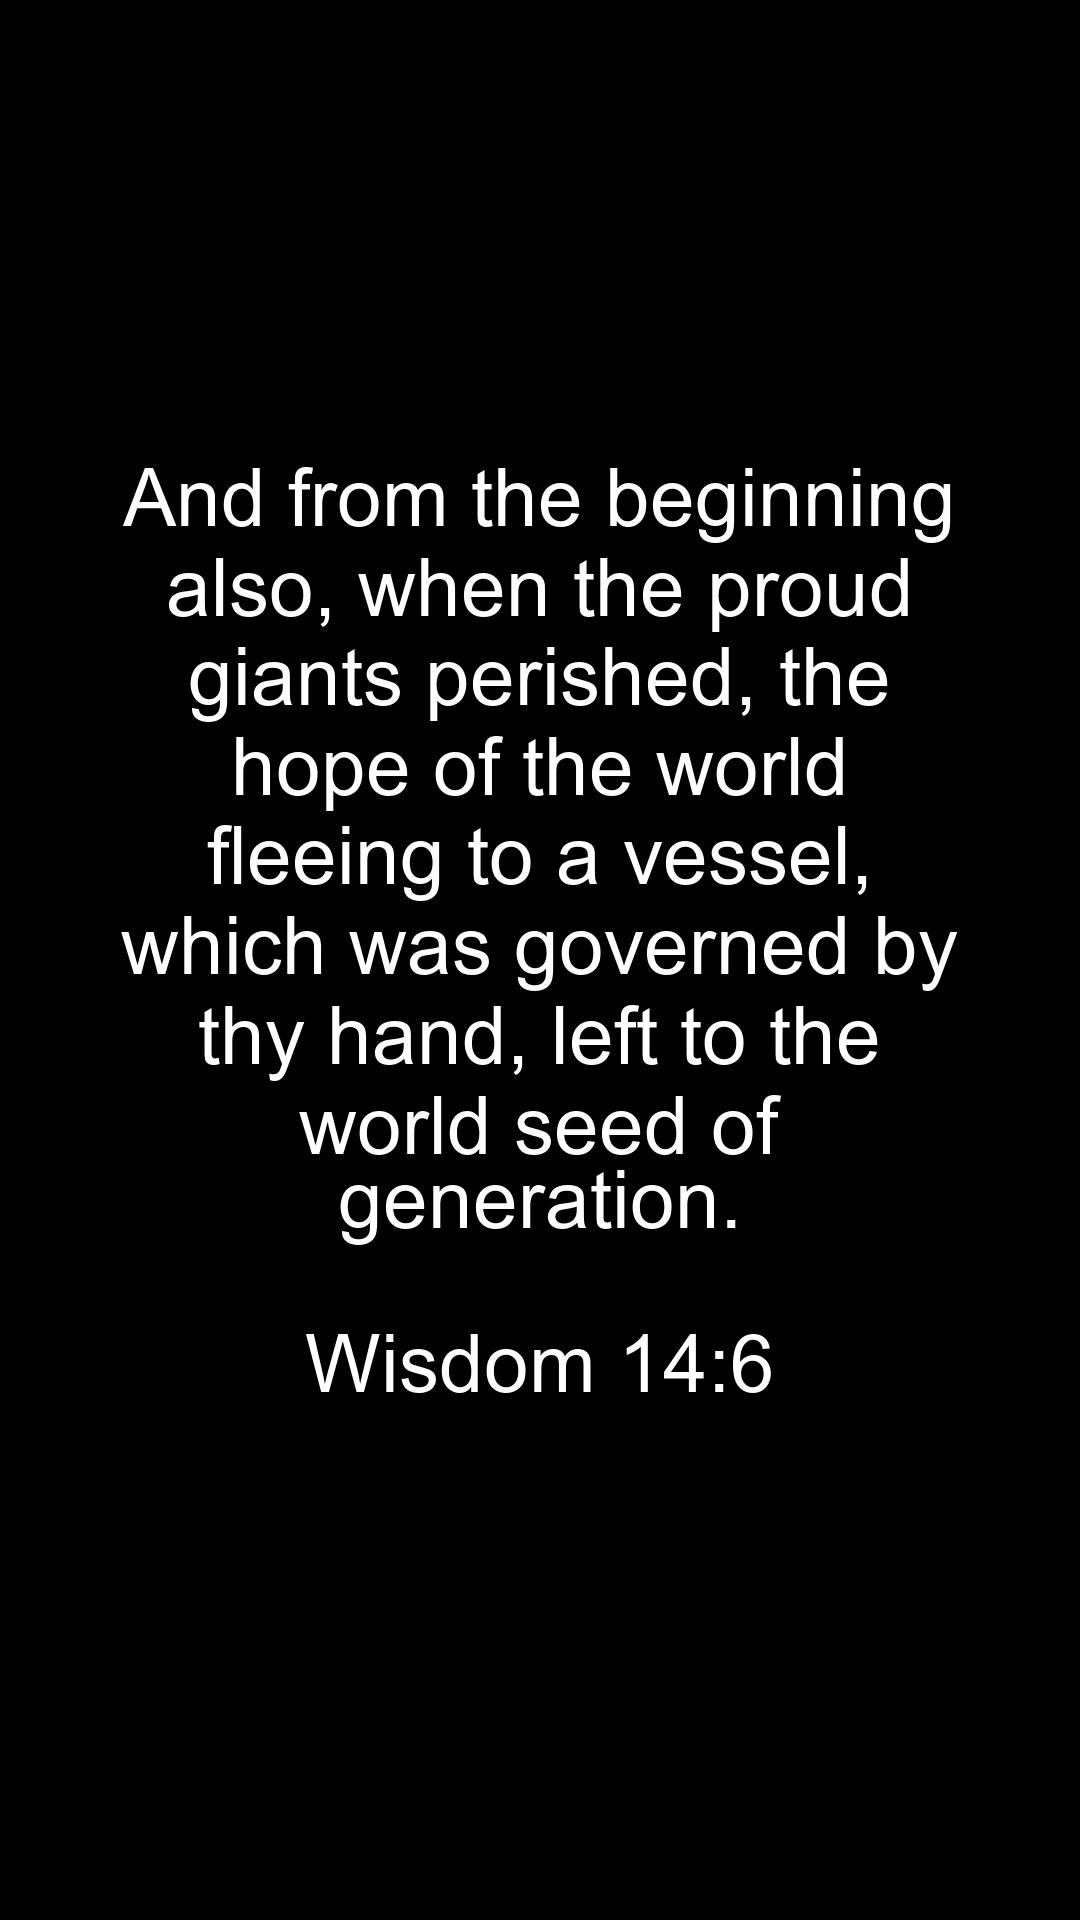 And from the beginning
also, when the proud
giants perished, the
hope of the world
fleeing to a vessel,
which was governed by
thy hand, left to the
world seed of
generation.
Wisdom 14:6